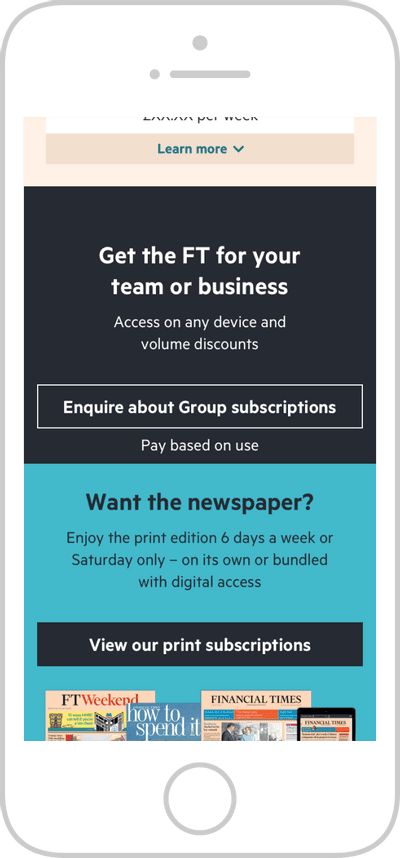 2XX.XX per week
Learn more
Get the FT for your
team or business
Access on any device and
volume discounts
Enquire about Group subscriptions
Pay based on use
Want the newspaper?
Enjoy the print edition 6 days a week or
Saturday only – on its own or bundled
with digital access
View our print subscriptions
FTWeekend
how to
spend it
FINANCIAL TIMES
FINANCIAL TIMES